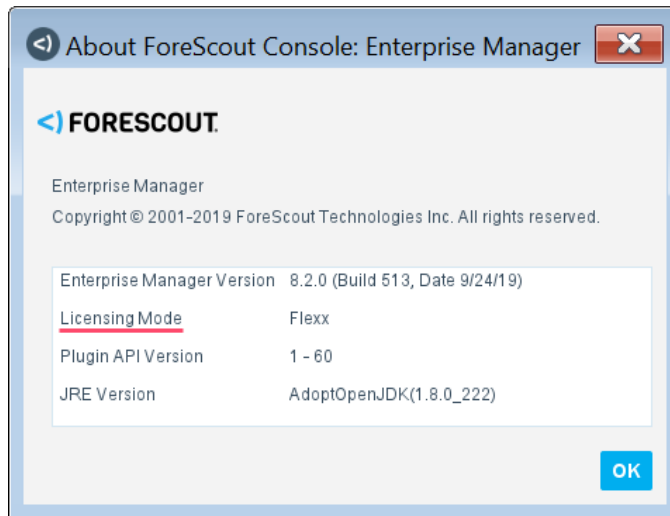 About ForeScout Console: Enterprise Manager
FORESCOUT.
Enterprise Manager
Copyright © 2001-2019 ForeScout Technologies Inc. All rights reserved.
Enterprise Manager Version 8.2.0 (Build 513, Date 9/24/19)
Licensing Mode Flexx
Plugin API Version 1 - 60
JRE Version AdoptOpenJDK(1.8.0_222)
OK